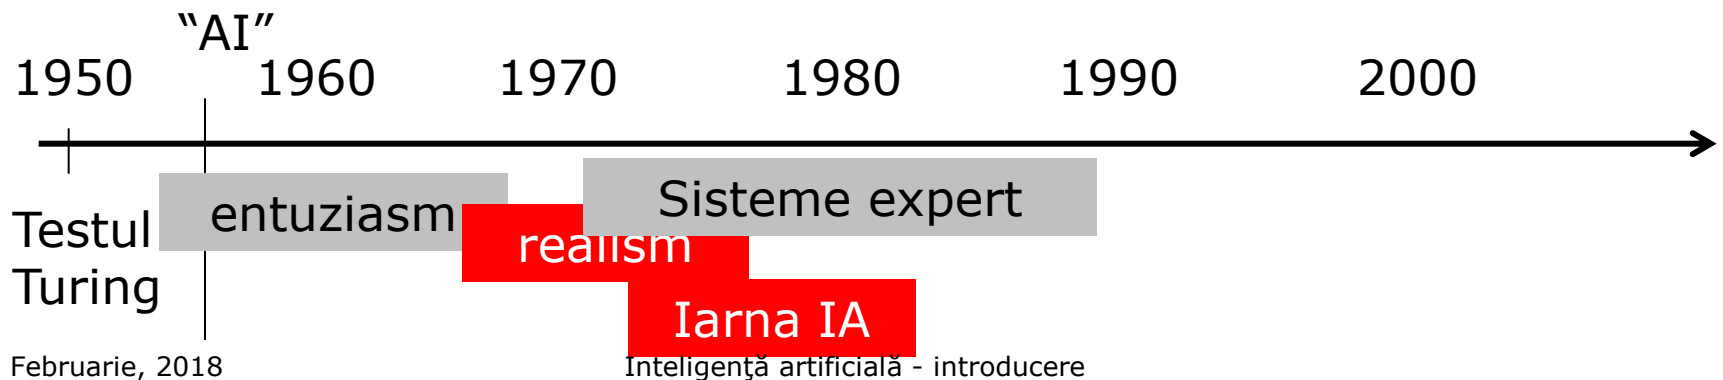 “AI”
1950 1960 1970 1980 1990 2000
entuziasm
Sisteme expert
Testul
Turing
realism
Iarna IA
Februarie, 2018
Inteligenţă artificială - introducere